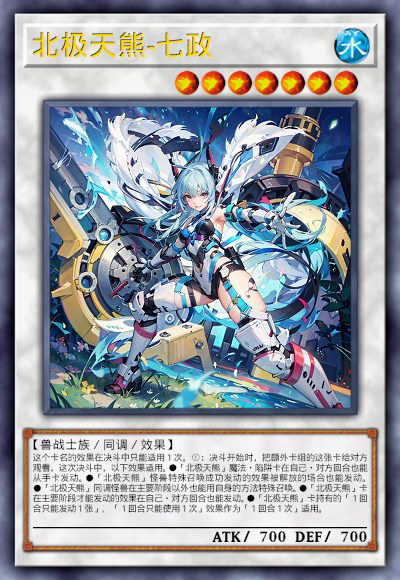 北极天熊-七政
みず
水
【兽战士族/同调/效果】
这个卡名的效果在决斗中只能适用1次。①:决斗开始时,把额外卡组的这张卡给对方
观看。这次决斗中,以下效果适用。●「北极天熊」魔法·陷阱卡在自己·对方回合也能
从手卡发动。●「北极天熊」怪兽特殊召唤成功发动的效果被解放的场合也能发动。
●「北极天熊」同调怪兽在主要阶段以外也能用自身的方法特殊召唤。●「北极天熊」卡
在主要阶段才能发动的效果在自己·对方回合也能发动。●「北极天熊」卡持有的「1回
合只能发动1张」、「1回合只能使用1次」效果作为「1回合1次」适用。
ATK/ 700 DEF/ 700